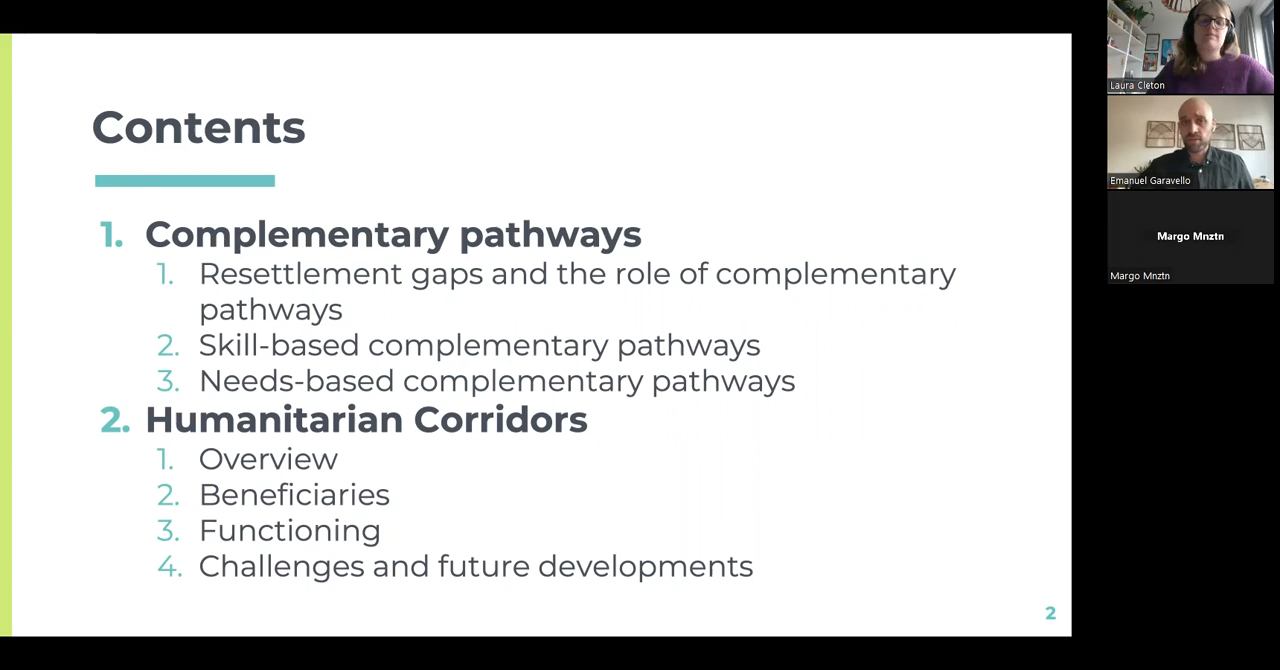 Contents
1. Complementary pathways
1. Resettlement gaps and the role of complementary
pathways
2. Skill-based complementary pathways
3. Needs-based complementary pathways
2. Humanitarian Corridors
1. Overview
2. Beneficiaries
3. Functioning
4. Challenges and future developments
2
Laura Cleton
Emanuel Garavello
Margo Mnztn
Margo Mnztn